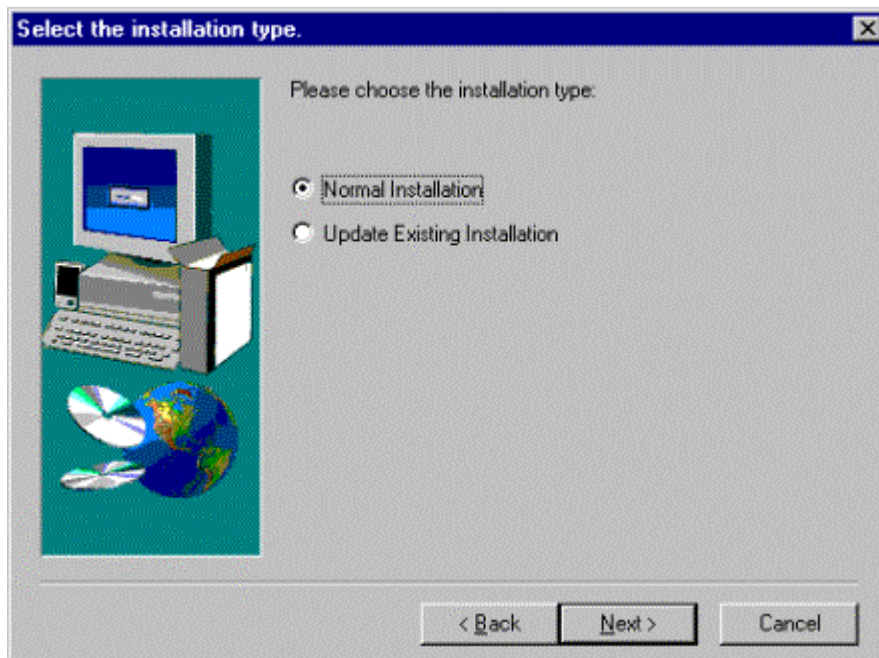 Select the installation type.
Please choose the installation type:
Normal Installation
Update Existing Installation
< Back
Next >
Cancel